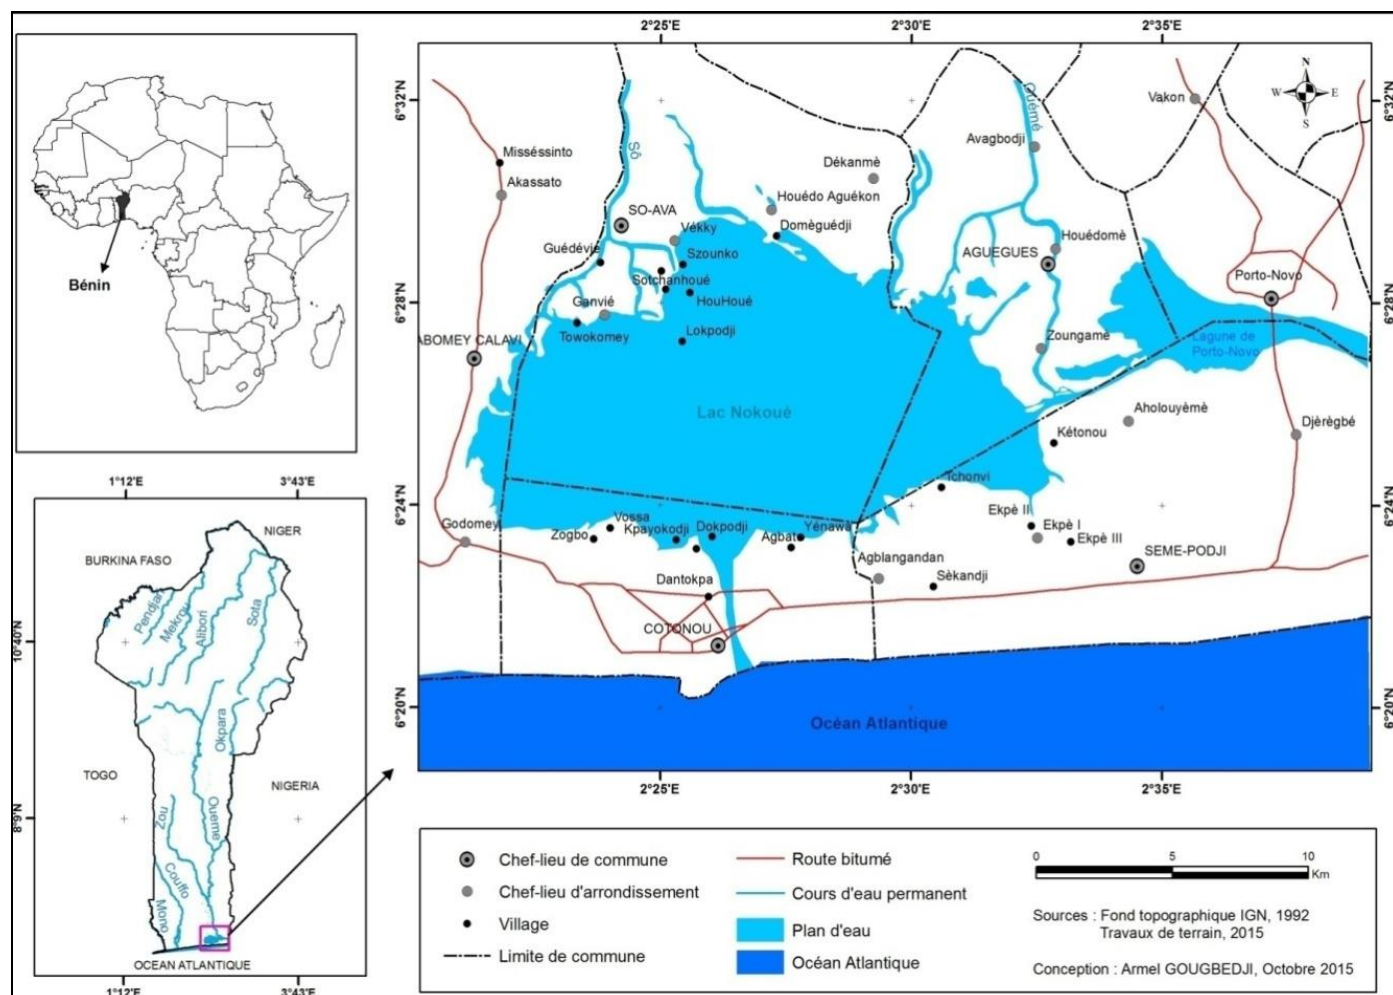 Bénin
1°12'E
3°43'E
NIGER
BURKINA FASO
Pendjari
Mekrou
Alibori
Sota
10°40'N
Okpara
TOGO
NIGERIA
8°9'N
Zou
Oueme
Couffo
Mono
OCEAN ATLANTIQUE
1°12'E
3°43'E
2°25'E
2°30'E
2°35'E
6°32'N
6°32'N
N
W
E
S
Ouémé
Vakon
Sô
Avagbodji
Misséssinto
Dékanmè
Akassato
Houédo Aguékon
SO-AVA
Vékky
Domèguédji
Houédomè
Guédévié
Szounko
AGUEGUES
Sotchanhoué
Porto-Novo
Ganvié
HouHoué
6°28'N
6°28'N
Towokomey
Lokpodji
ABOMEY CALAVI
Zoungamè
Lagune de
Porto-Novo
Lac Nokoué
Aholouyèmè
Djèrègbé
Kétonou
Tchonvi
6°24'N
6°24'N
Godomey
Vossa
Zogbo
Kpayokodji
Dokpodji
Agbato
Yénawa
Ekpè II
Ekpè I
Ekpè III
Agblangandan
SEME-PODJI
Sèkandji
Dantokpa
COTONOU
6°20'N
6°20'N
Océan Atlantique
2°25'E
2°30'E
2°35'E
Chef-lieu de commune
Chef-lieu d'arrondissement
Village
Limite de commune
Route bitumé
Cours d'eau permanent
Plan d'eau
Océan Atlantique
0
5
10
Km
Sources : Fond topographique IGN, 1992
Travaux de terrain, 2015
Conception : Armel GOUGBEDJI, Octobre 2015